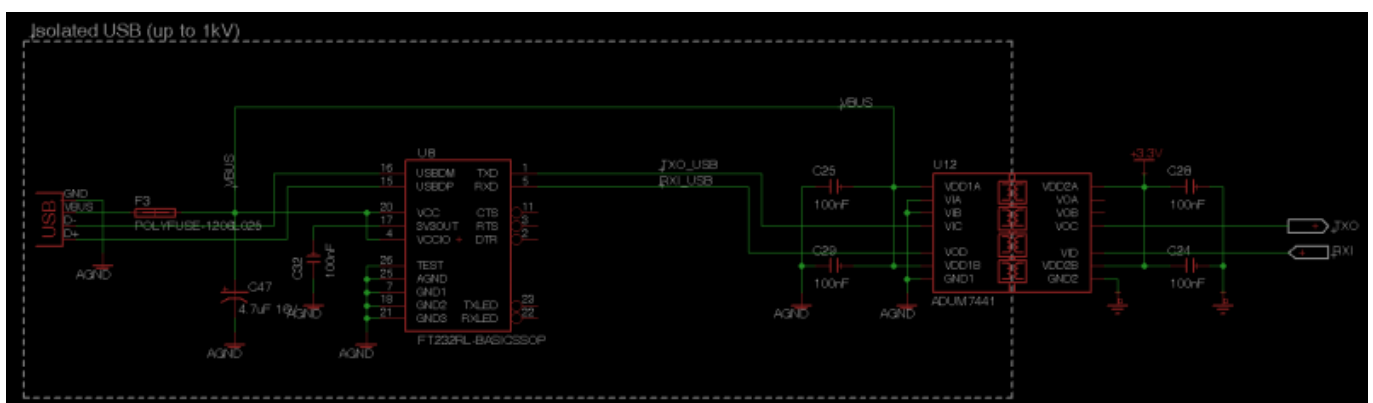 Isolated USB (up to 1kV)
VBUS
VBUS
USB
GND
VBUS
D-
D+
AGND
F3
POLYFUSE-1206L025
C47
4.7uF
AGND
C32
100nF
AGND
AGND
U8
16 USBDM TXD 1
15 USBDP RXD 5
20 VCC CTS 11
17 3V3OUT RTS 3
4 VCCIO DTR 2
26 TEST
25 AGND
7 GND1
18 GND2 TXLED 23
21 GND3 RXLED 22
FT232RL-BASICSSOP
TXO_USB
RXI_USB
C25
100nF
C29
100nF
AGND
AGND
U12
VDD1A VDD2A
VIA VOA
VIB VOB
VIC VOC
VOD VID
VDD1B VDD2B
GND1 GND2
ADUM7441
+3.3V
C28
100nF
C24
100nF
TXO
RXI